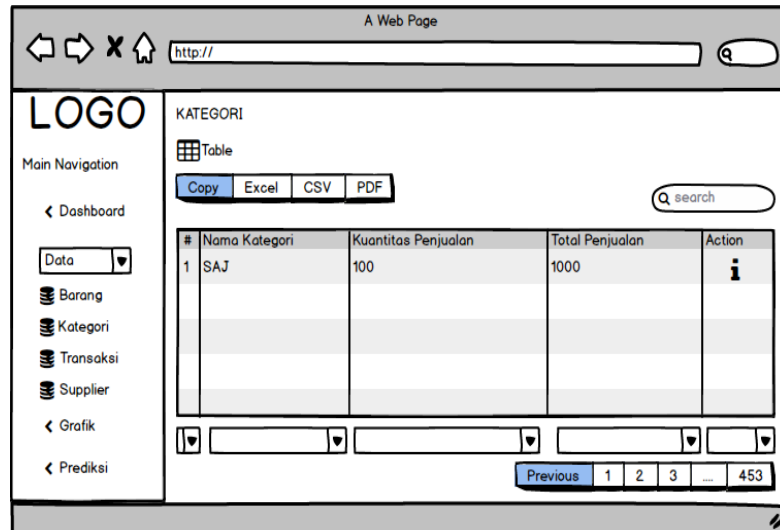 A Web Page
http://
LOGO
Main Navigation
Dashboard
Data
Barang
Kategori
Transaksi
Supplier
Grafik
Prediksi
KATEGORI
Table
Copy Excel CSV PDF
search
# Nama Kategori Kuantitas Penjualan Total Penjualan Action
1 SAJ 100 1000
Previous 1 2 3 .... 453